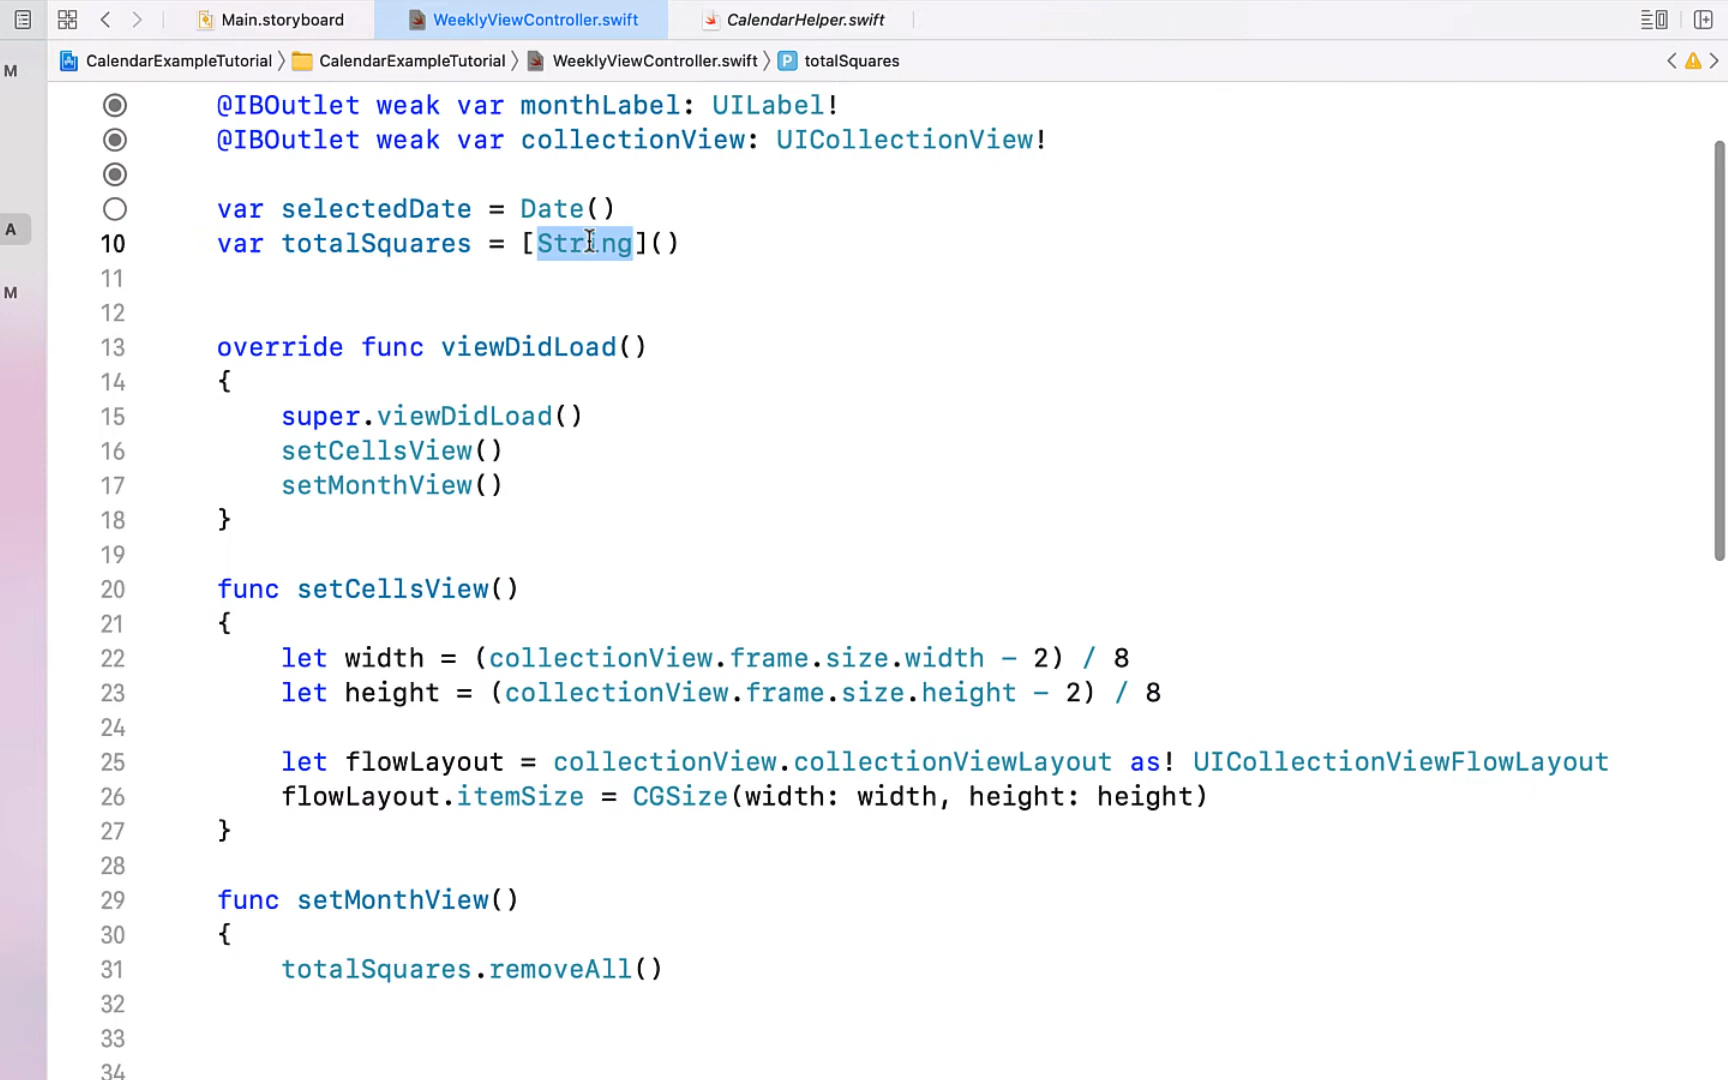 Main.storyboard WeeklyViewController.swift CalendarHelper.swift
CalendarExampleTutorial CalendarExampleTutorial WeeklyViewController.swift P totalSquares
M
@IBOutlet weak var monthLabel: UILabel!
@IBOutlet weak var collectionView: UICollectionView!
A
var selectedDate = Date()
10 var totalSquares = [String]()
11
M
12
13 override func viewDidLoad()
14 {
15 super.viewDidLoad()
16 setCellsView()
17 setMonthView()
18 }
19
20 func setCellsView()
21 {
22 let width = (collectionView.frame.size.width - 2) / 8
23 let height = (collectionView.frame.size.height - 2) / 8
24
25 let flowLayout = collectionView.collectionViewLayout as! UICollectionViewFlowLayout
26 flowLayout.itemSize = CGSize(width: width, height: height)
27 }
28
29 func setMonthView()
30 {
31 totalSquares.removeAll()
32
33
34